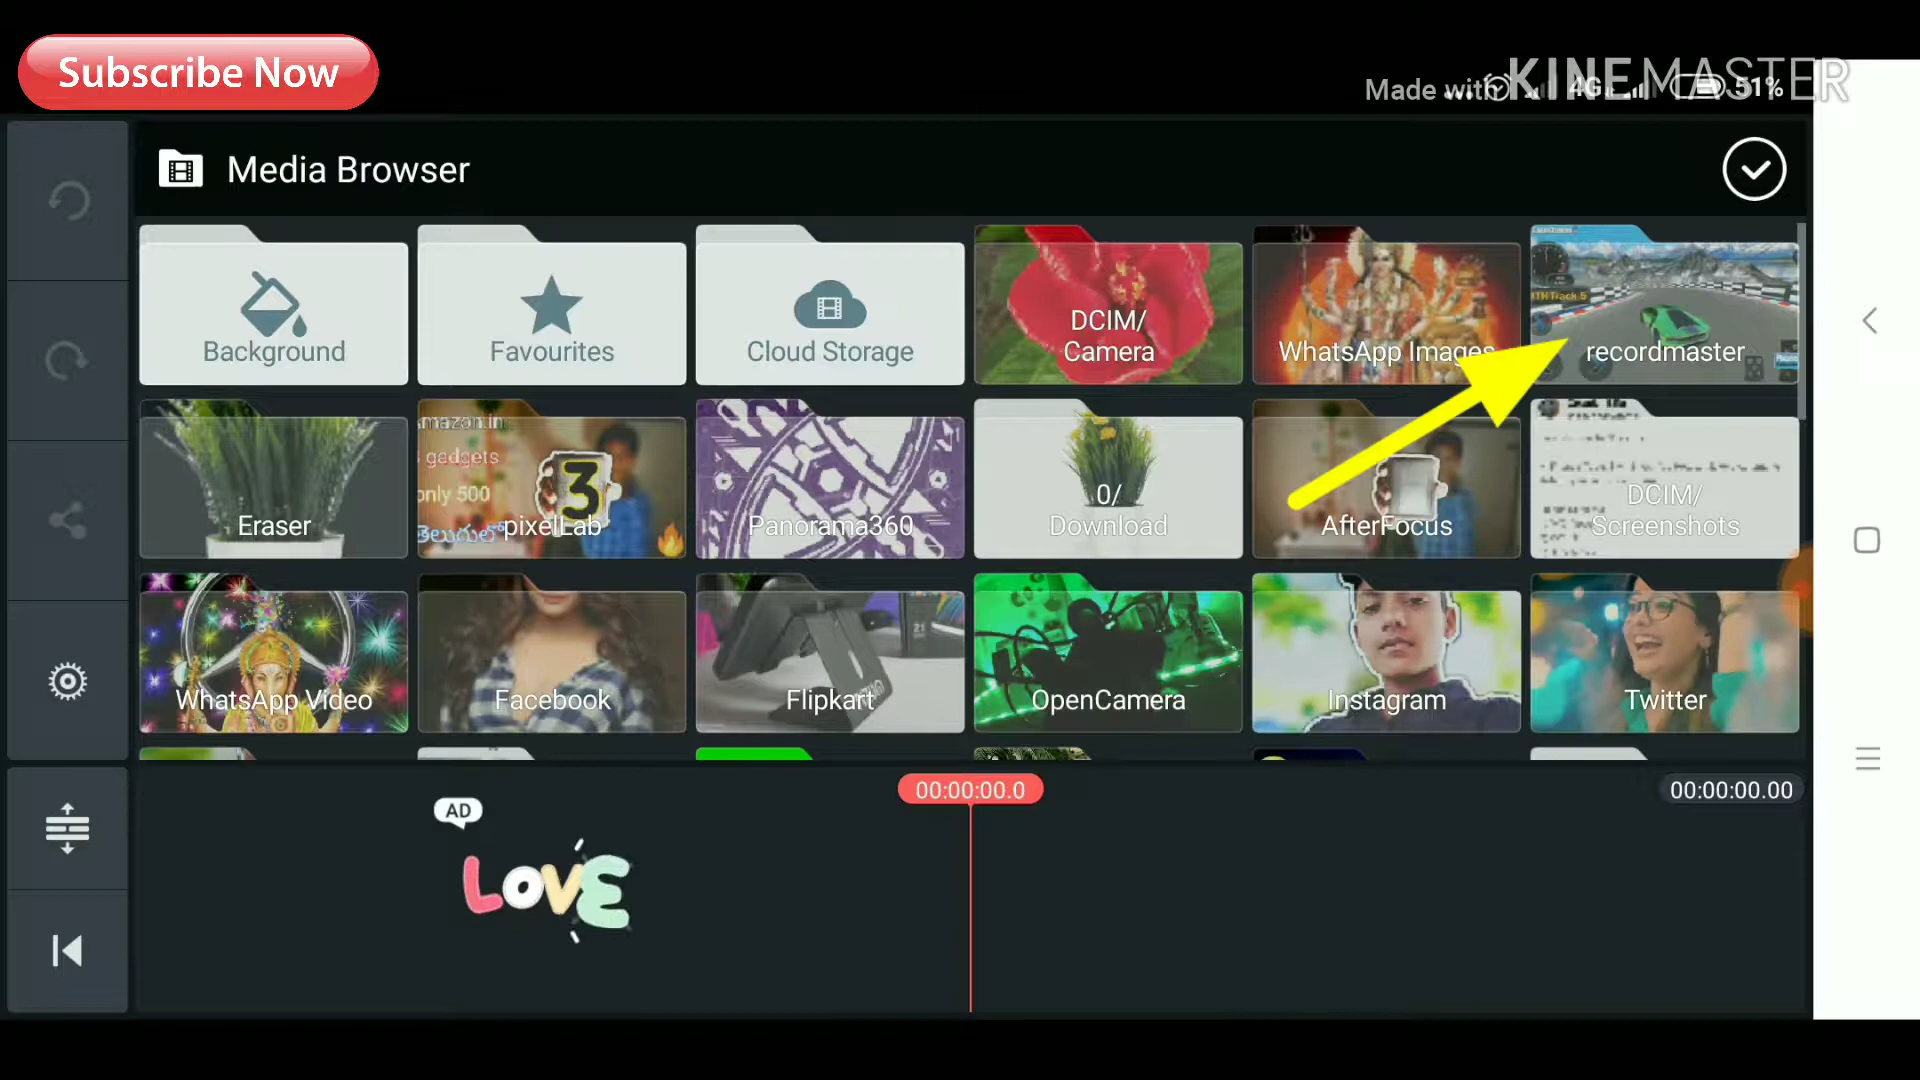 Subscribe Now
Made with KINEMASTER
4G 51%
Media Browser
Background
Favourites
Cloud Storage
DCIM/
Camera
WhatsApp Images
recordmaster
Eraser
amazon.in
gadgets
only 500
తెలుగులో
3
pixelLab
Panorama360
0/
Download
AfterFocus
DCIM/
Screenshots
WhatsApp Video
Facebook
Flipkart
OpenCamera
Instagram
Twitter
00:00:00.0
00:00:00.00
AD
LOVE